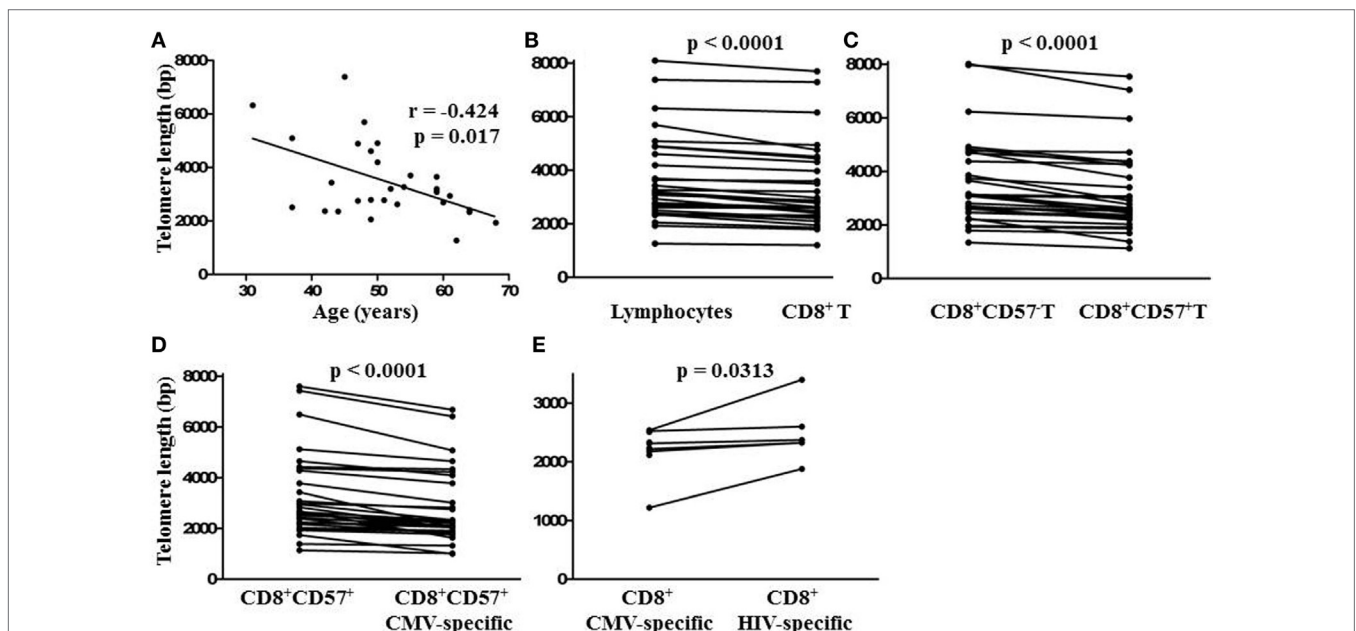 A
Telomere length (bp)
8000
6000
4000
2000
0
r = -0.424
p = 0.017
30 40 50 60 70
Age (years)
B
p < 0.0001
8000
6000
4000
2000
0
Lymphocytes CD8⁺ T
C
p < 0.0001
8000
6000
4000
2000
0
CD8⁺CD57⁻T CD8⁺CD57⁺T
D
Telomere length (bp)
p < 0.0001
8000
6000
4000
2000
0
CD8⁺CD57⁺ CD8⁺CD57⁺
CMV-specific
E
p = 0.0313
3000
2000
1000
0
CD8⁺ CD8⁺
CMV-specific HIV-specific